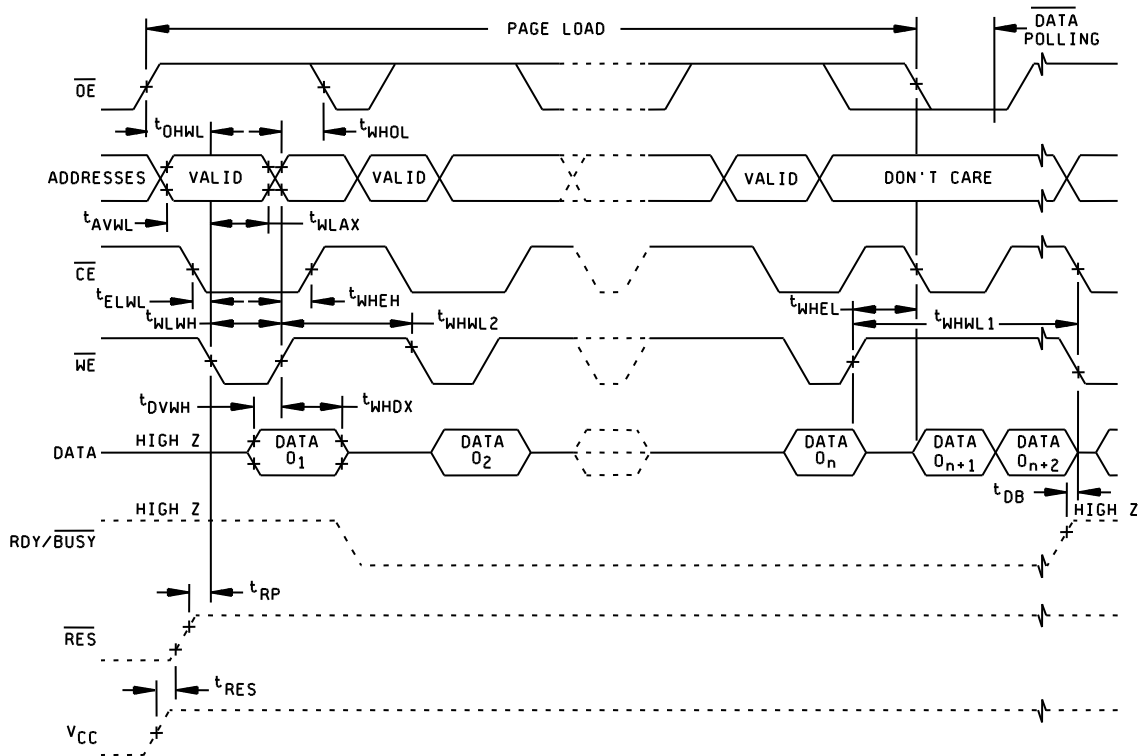 PAGE LOAD
DATA
POLLING
OE
tOHWL
tWHOL
ADDRESSES
VALID
VALID
VALID
DON'T CARE
tAVWL
tWLAX
CE
tELWL
tWHEH
tWHEL
tWLWH
tWHWL2
tWHWL1
WE
tDVWH
tWHDX
DATA
HIGH Z
DATA
O1
DATA
O2
DATA
On
DATA
On+1
DATA
On+2
tDB
HIGH Z
HIGH Z
RDY/BUSY
tRP
RES
tRES
VCC